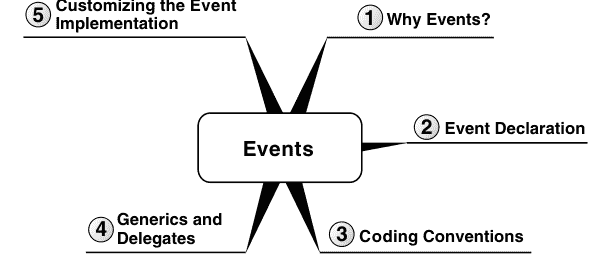 5 Customizing the Event
Implementation
1 Why Events?
2 Event Declaration
Events
4 Generics and
Delegates
3 Coding Conventions